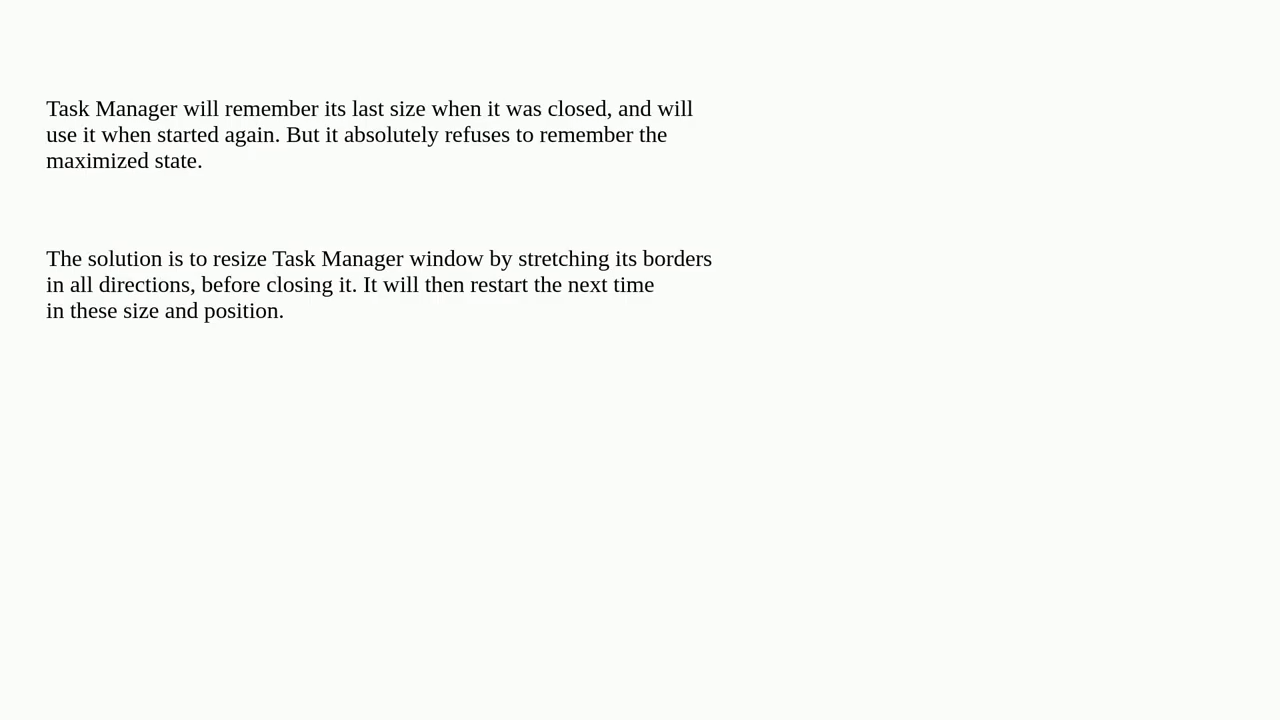 Task Manager will remember its last size when it was closed, and will
use it when started again. But it absolutely refuses to remember the
maximized state.
The solution is to resize Task Manager window by stretching its borders
in all directions, before closing it. It will then restart the next time
in these size and position.